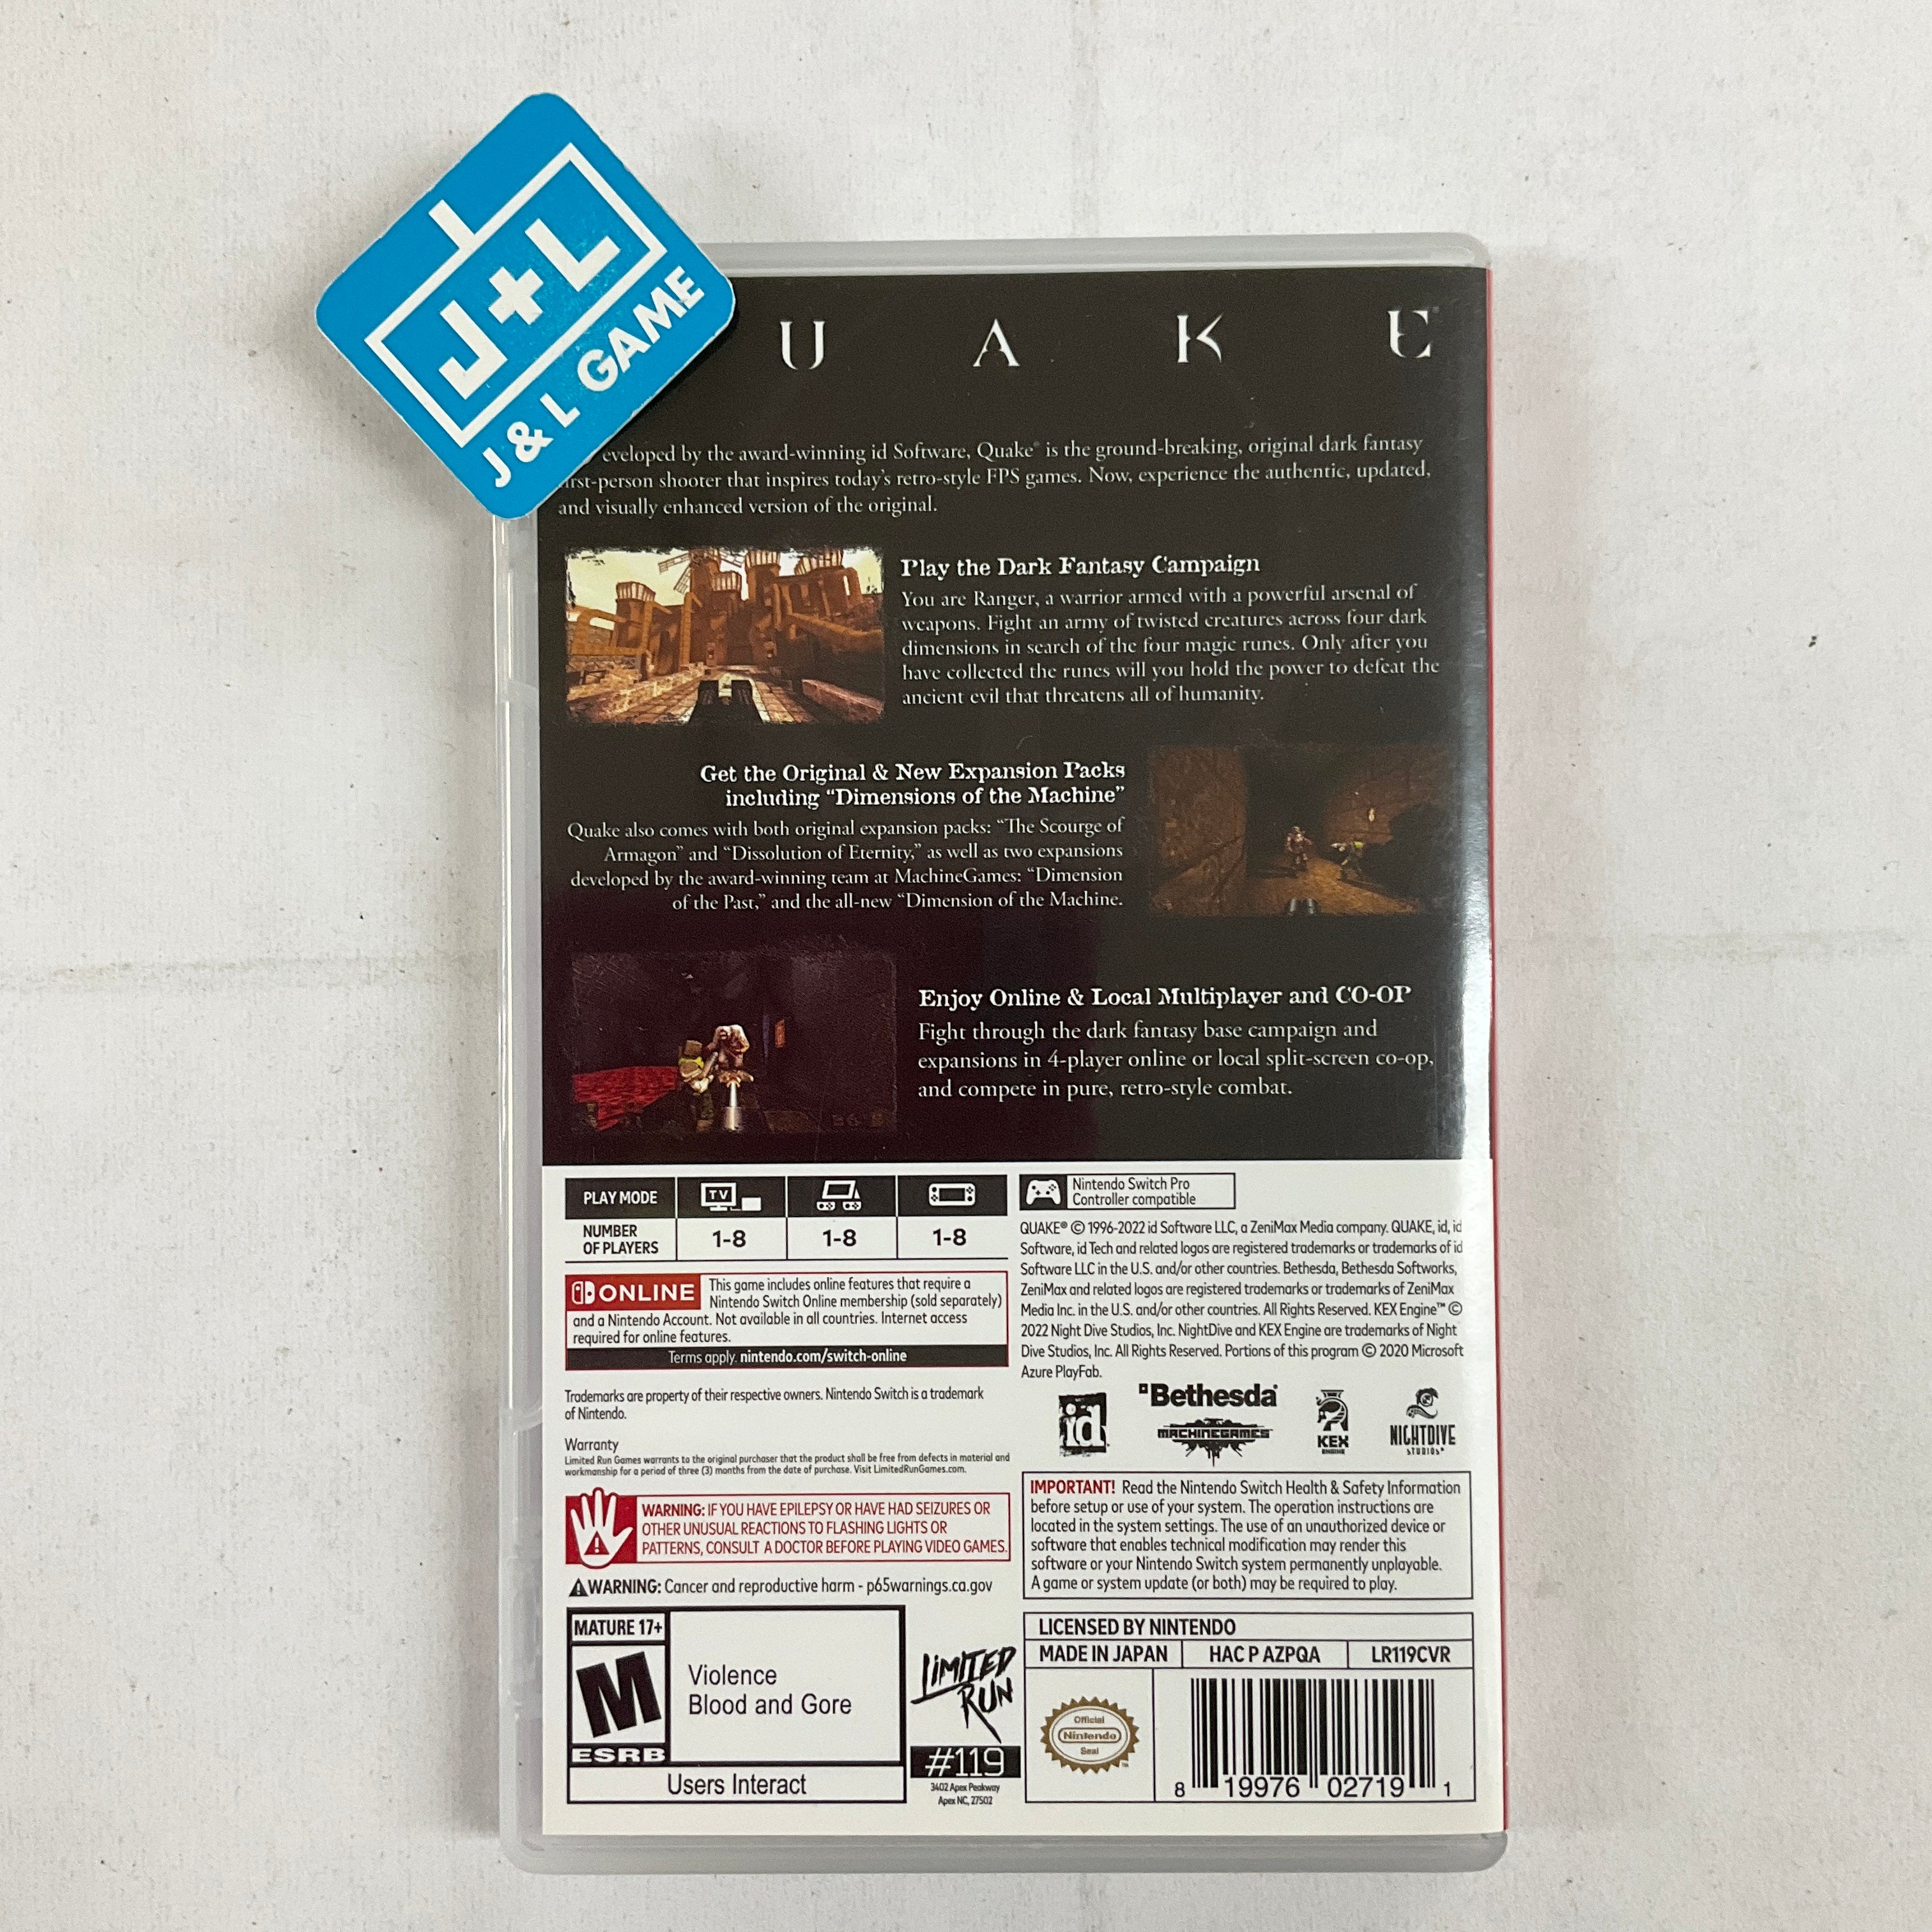 J+L
J & L GAME
U A K E
eveloped by the award-winning id Software, Quake® is the ground-breaking, original dark fantasy
rst-person shooter that inspires today's retro-style FPS games. Now, experience the authentic, updated,
and visually enhanced version of the original.
Play the Dark Fantasy Campaign
You are Ranger, a warrior armed with a powerful arsenal of
weapons. Fight an army of twisted creatures across four dark
dimensions in search of the four magic runes. Only after you
have collected the runes will you hold the power to defeat the
ancient evil that threatens all of humanity.
Get the Original & New Expansion Packs
including “Dimensions of the Machine”
Quake also comes with both original expansion packs: “The Scourge of
Armagon” and “Dissolution of Eternity,” as well as two expansions
developed by the award-winning team at MachineGames: “Dimension
of the Past,” and the all-new “Dimension of the Machine.
Enjoy Online & Local Multiplayer and CO-OP
Fight through the dark fantasy base campaign and
expansions in 4-player online or local split-screen co-op,
and compete in pure, retro-style combat.
PLAY MODE TV
NUMBER
OF PLAYERS
1-8 1-8 1-8
ONLINE
This game includes online features that require a
Nintendo Switch Online membership (sold separately)
and a Nintendo Account. Not available in all countries. Internet access
required for online features.
Terms apply. nintendo.com/switch-online
Trademarks are property of their respective owners. Nintendo Switch is a trademark
of Nintendo.
Warranty
Limited Run Games warrants to the original purchaser that the product shall be free from defects in material and
workmanship for a period of three (3) months from the date of purchase. Visit LimitedRunGames.com.
WARNING: IF YOU HAVE EPILEPSY OR HAVE HAD SEIZURES OR
OTHER UNUSUAL REACTIONS TO FLASHING LIGHTS OR
PATTERNS, CONSULT A DOCTOR BEFORE PLAYING VIDEO GAMES.
WARNING: Cancer and reproductive harm - p65warnings.ca.gov
MATURE 17+
M
ESRB
Violence
Blood and Gore
Users Interact
LIMITED
RUN
#119
3402 Apex Peakway
Apex NC, 27502
Nintendo Switch Pro
Controller compatible
QUAKE® © 1996-2022 id Software LLC, a ZeniMax Media company. QUAKE, id, id
Software, id Tech and related logos are registered trademarks or trademarks of id
Software LLC in the U.S. and/or other countries. Bethesda, Bethesda Softworks,
ZeniMax and related logos are registered trademarks or trademarks of ZeniMax
Media Inc. in the U.S. and/or other countries. All Rights Reserved. KEX Engine™ ©
2022 Night Dive Studios, Inc. NightDive and KEX Engine are trademarks of Night
Dive Studios, Inc. All Rights Reserved. Portions of this program © 2020 Microsoft
Azure PlayFab.
id
Bethesda
MACHINEGAMES
KEX
ENGINE
NIGHTDIVE
STUDIOS
IMPORTANT! Read the Nintendo Switch Health & Safety Information
before setup or use of your system. The operation instructions are
located in the system settings. The use of an unauthorized device or
software that enables technical modification may render this
software or your Nintendo Switch system permanently unplayable.
A game or system update (or both) may be required to play.
LICENSED BY NINTENDO
MADE IN JAPAN HAC P AZPQA LR119CVR
Official
Nintendo
Seal
™
8 19976 02719 1